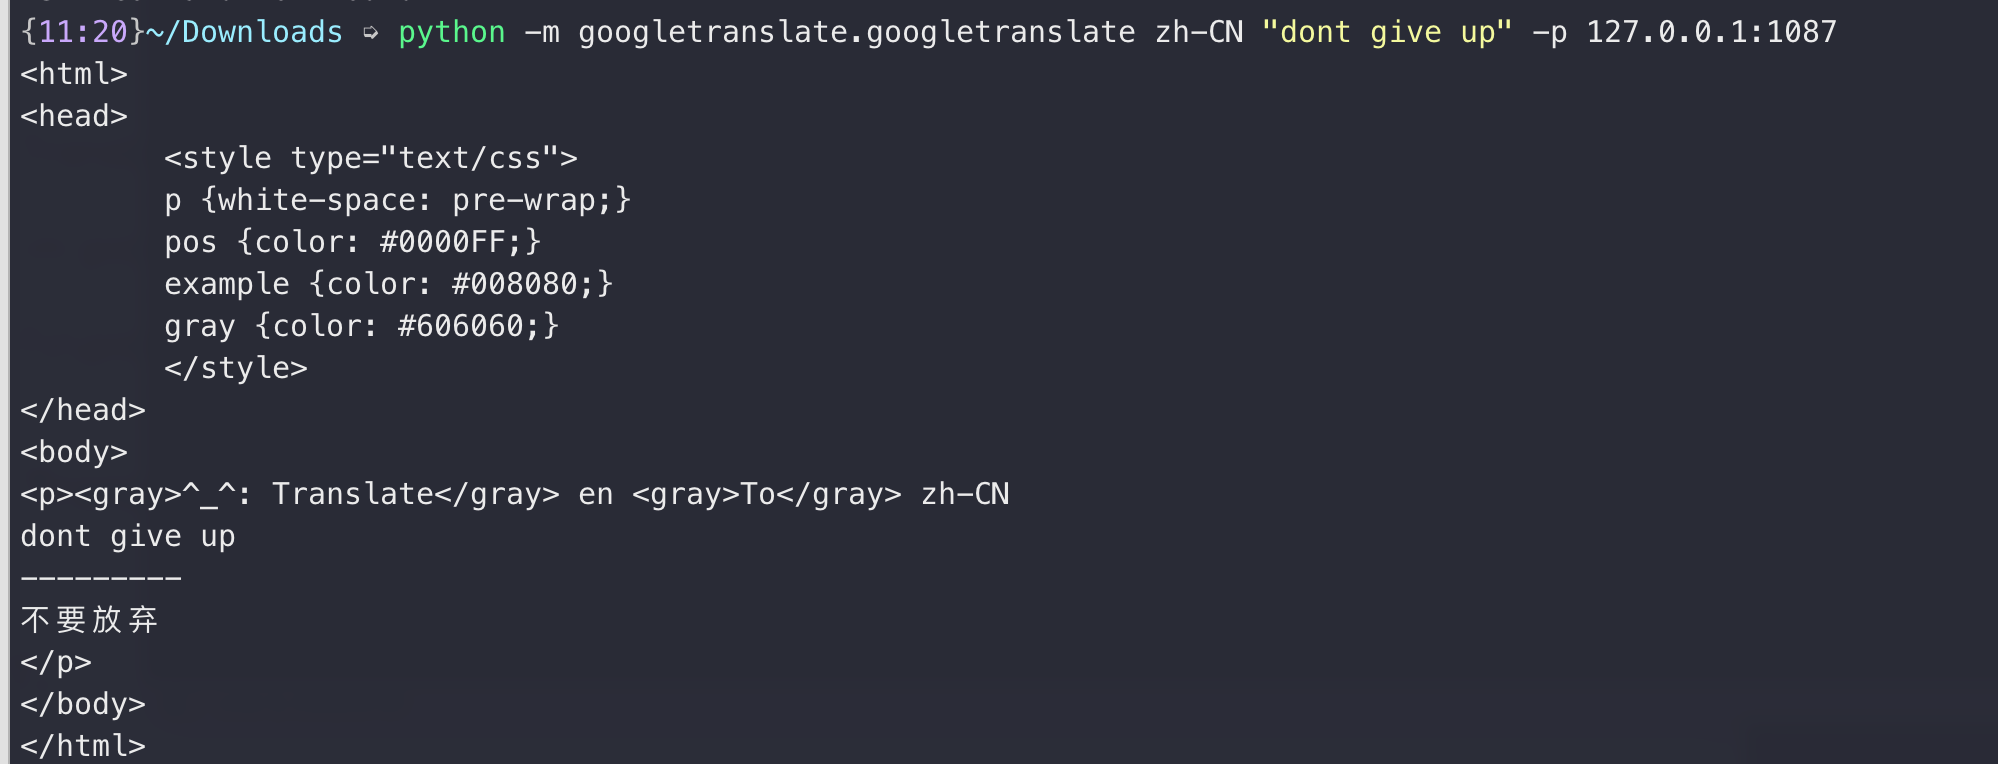 {11:20}~/Downloads ➭ python -m googletranslate.googletranslate zh-CN "dont give up" -p 127.0.0.1:1087
<html>
<head>
        <style type="text/css">
        p {white-space: pre-wrap;}
        pos {color: #0000FF;}
        example {color: #008080;}
        gray {color: #606060;}
        </style>
</head>
<body>
<p><gray>^_^: Translate</gray> en <gray>To</gray> zh-CN
dont give up
---------
不要放弃
</p>
</body>
</html>